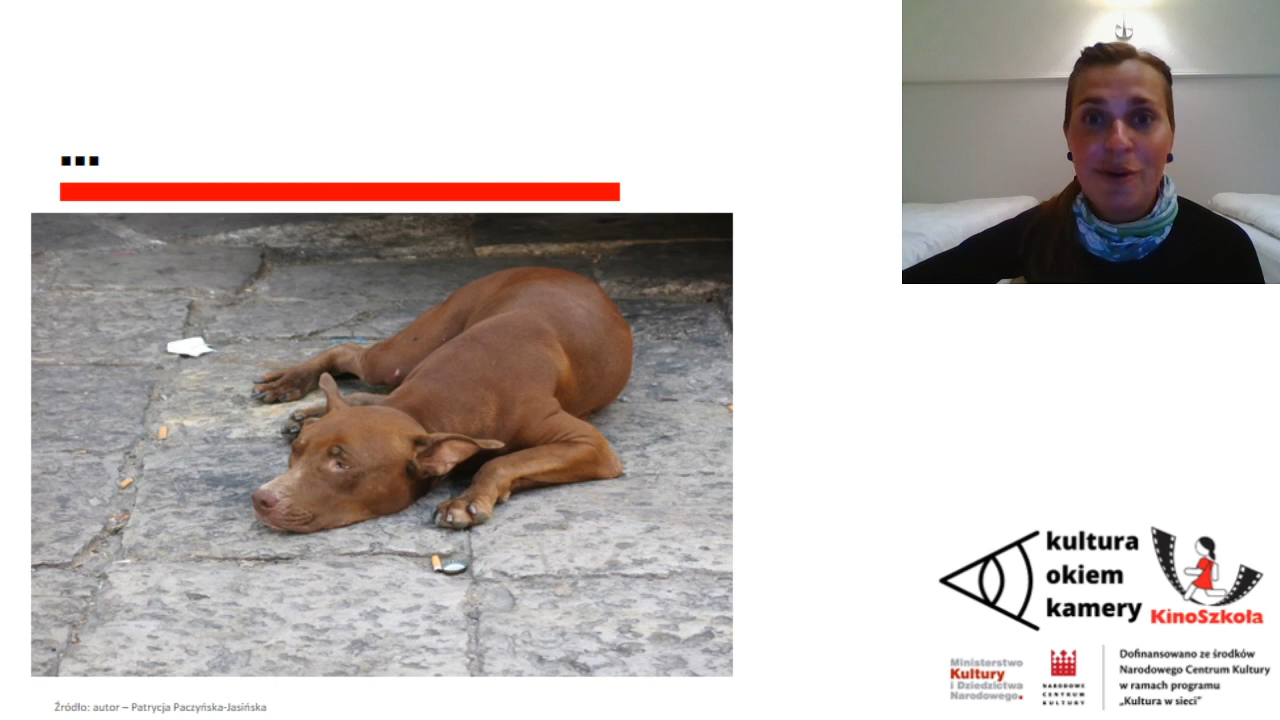 ...
kultura
okiem
kamery
KinoSzkoła
Ministerstwo
Kultury
i Dziedzictwa
Narodowego.
NARODOWE
CENTRUM
KULTURY
Dofinansowano ze środków
Narodowego Centrum Kultury
w ramach programu
„Kultura w sieci”
Źródło: autor – Patrycja Paczyńska-Jasińska